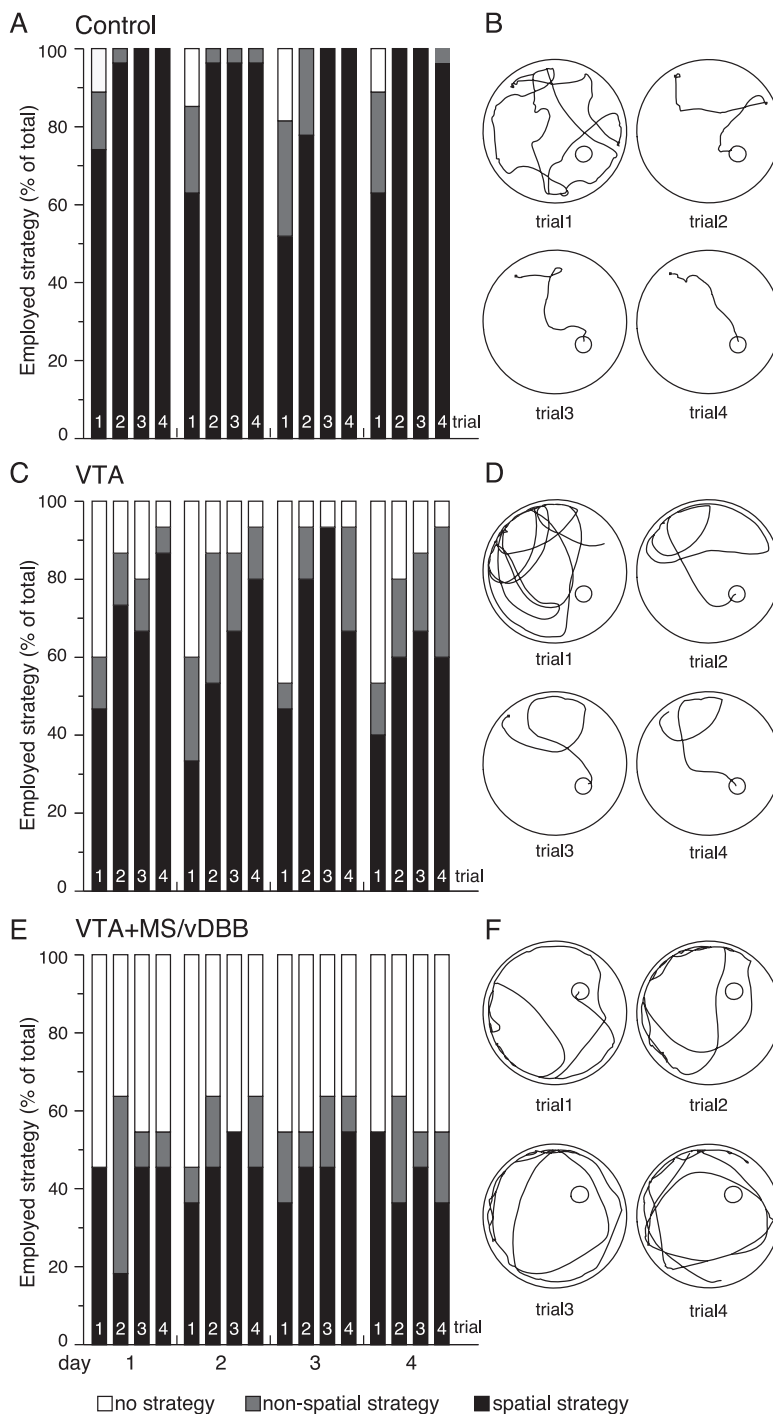 A Control
Employed strategy (% of total)
100
80
60
40
20
0
1 2 3 4 1 2 3 4 1 2 3 4 1 2 3 4 trial
B
trial1 trial2
trial3 trial4
C VTA
Employed strategy (% of total)
100
80
60
40
20
0
1 2 3 4 1 2 3 4 1 2 3 4 1 2 3 4 trial
D
trial1 trial2
trial3 trial4
E VTA+MS/vDBB
Employed strategy (% of total)
100
80
60
40
20
0
1 2 3 4 1 2 3 4 1 2 3 4 1 2 3 4 trial
day 1 2 3 4
F
trial1 trial2
trial3 trial4
no strategy non-spatial strategy spatial strategy